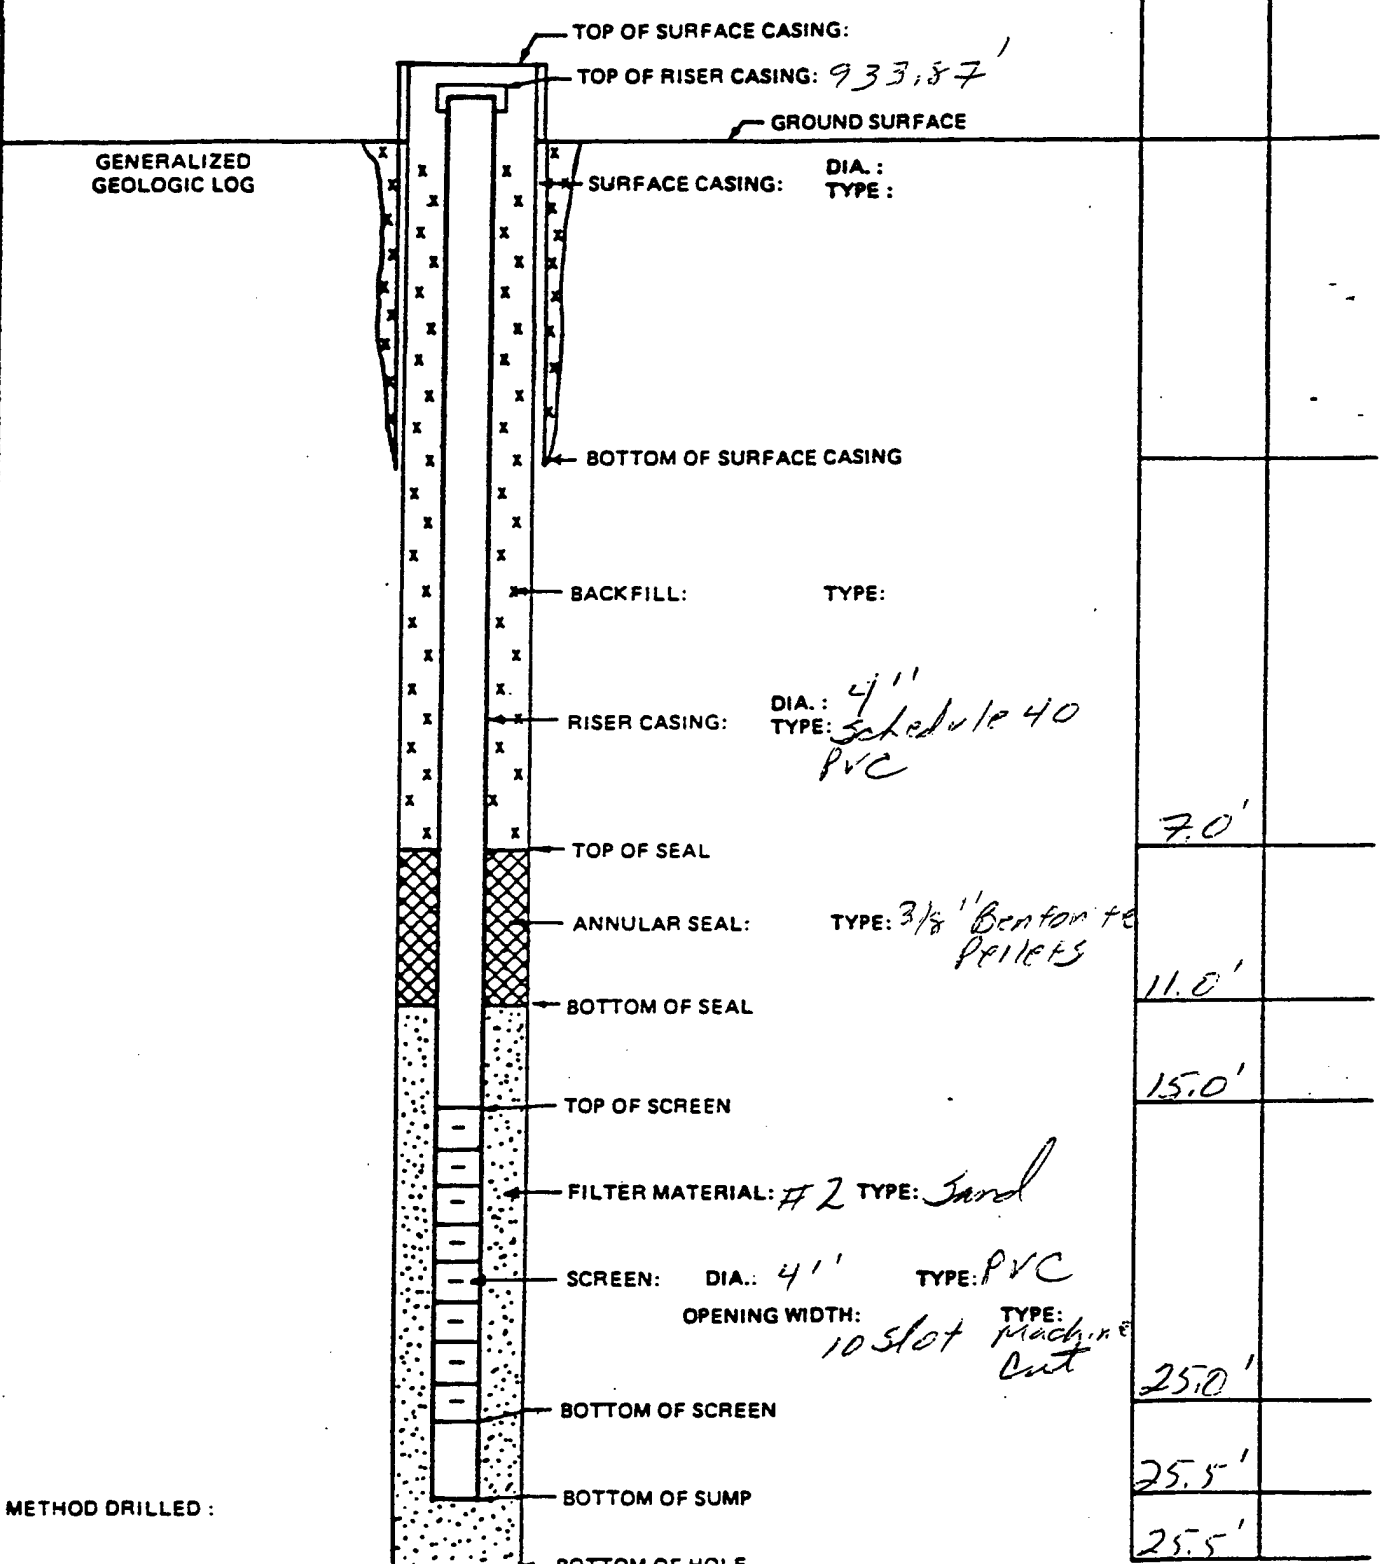 TOP OF SURFACE CASING:
TOP OF RISER CASING: 933.87'
GROUND SURFACE
GENERALIZED
GEOLOGIC LOG
DIA. :
SURFACE CASING: TYPE :
BOTTOM OF SURFACE CASING
BACKFILL: TYPE:
DIA. : 4''
RISER CASING: TYPE: Schedule 40
PVC
7.0'
TOP OF SEAL
ANNULAR SEAL: TYPE: 3/8" Bentonite
Pellets
11.0'
BOTTOM OF SEAL
15.0'
TOP OF SCREEN
FILTER MATERIAL: #2 TYPE: Sand
SCREEN: DIA.: 4'' TYPE: PVC
OPENING WIDTH: TYPE:
10 Slot Machine
Cut
25.0'
BOTTOM OF SCREEN
25.5'
BOTTOM OF SUMP
METHOD DRILLED :
25.5'
BOTTOM OF HOLE